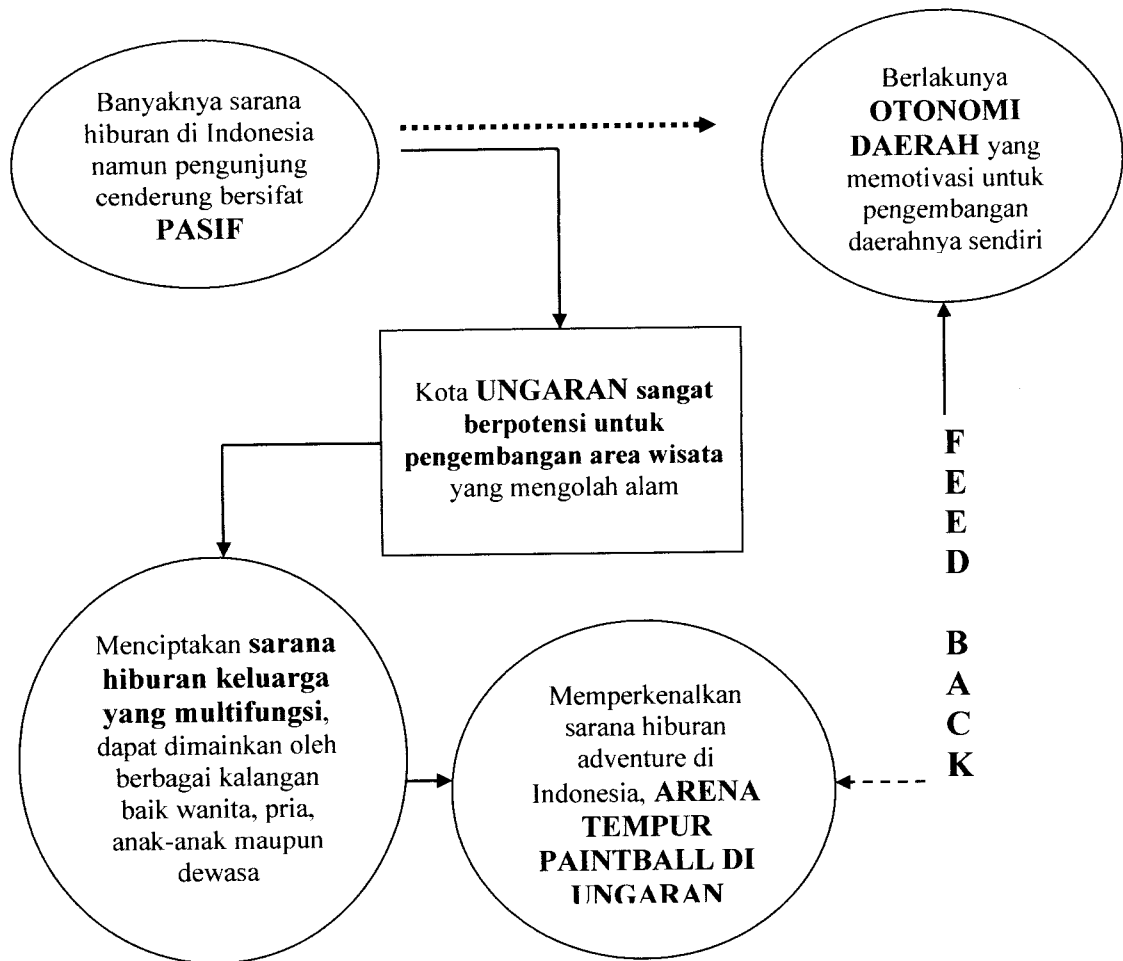 Banyaknya sarana
hiburan di Indonesia
namun pengunjung
cenderung bersifat
PASIF
Berlakunya
OTONOMI
DAERAH yang
memotivasi untuk
pengembangan
daerahnya sendiri
Kota UNGARAN sangat
berpotensi untuk
pengembangan area wisata
yang mengolah alam
Menciptakan sarana
hiburan keluarga
yang multifungsi,
dapat dimainkan oleh
berbagai kalangan
baik wanita, pria,
anak-anak maupun
dewasa
Memperkenalkan
sarana hiburan
adventure di
Indonesia, ARENA
TEMPUR
PAINTBALL DI
UNGARAN
F
E
E
D
B
A
C
K